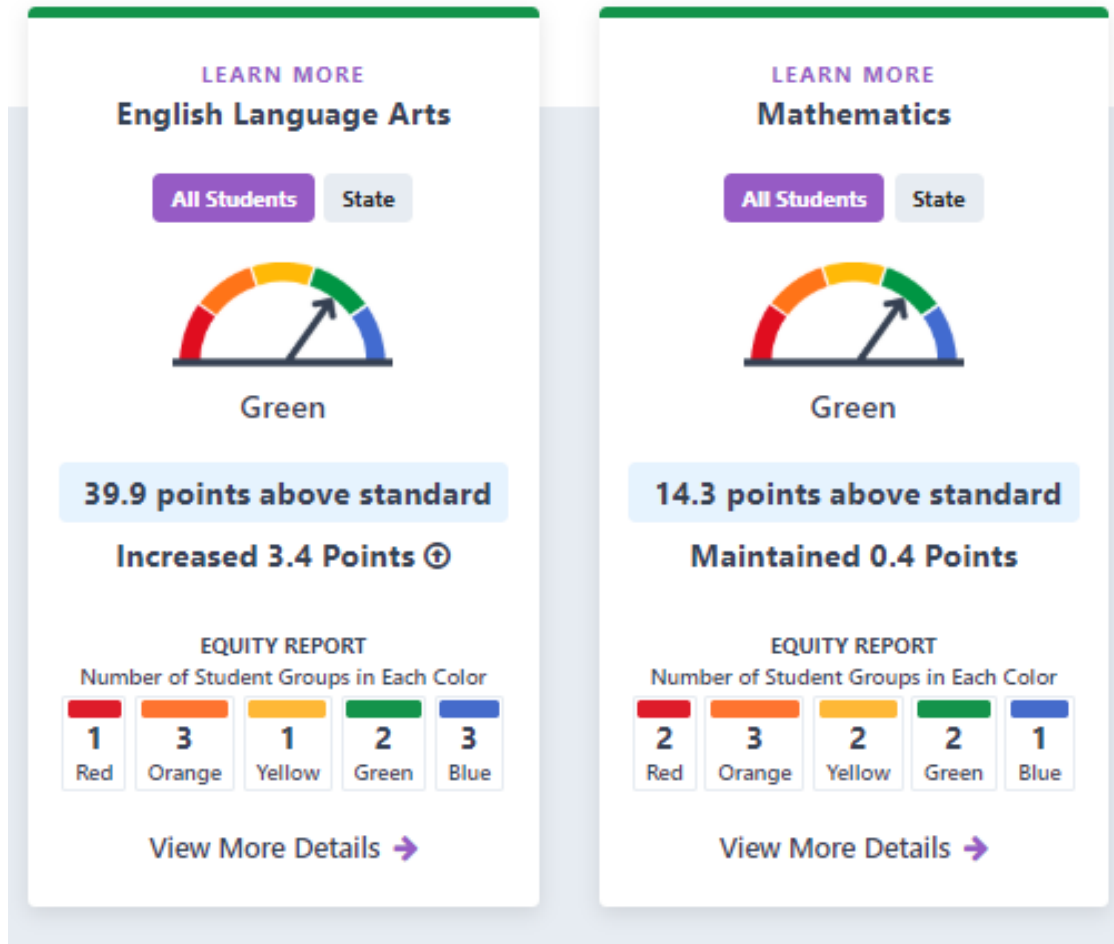 LEARN MORE
English Language Arts
All Students State
Green
39.9 points above standard
Increased 3.4 Points
EQUITY REPORT
Number of Student Groups in Each Color
1 3 1 2 3
Red Orange Yellow Green Blue
View More Details
LEARN MORE
Mathematics
All Students State
Green
14.3 points above standard
Maintained 0.4 Points
EQUITY REPORT
Number of Student Groups in Each Color
2 3 2 2 1
Red Orange Yellow Green Blue
View More Details